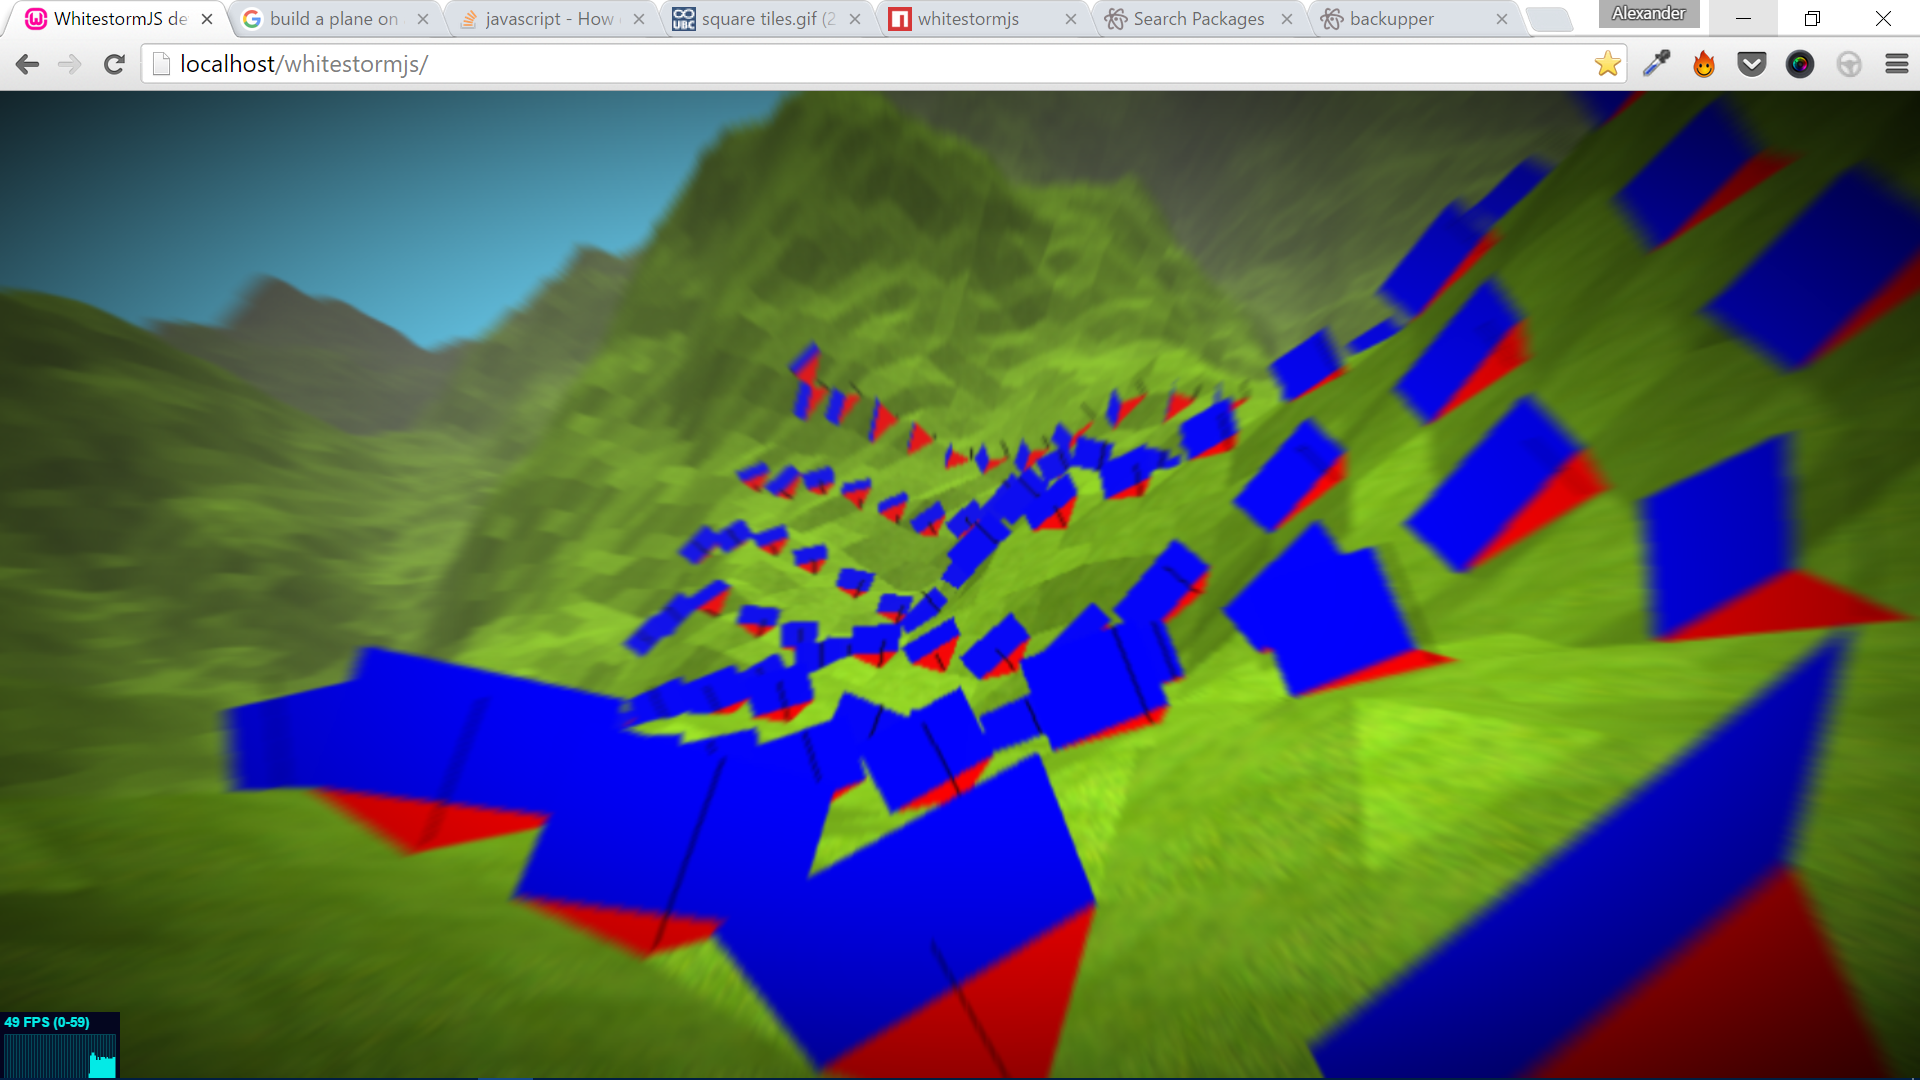 WhitestormJS de
build a plane on
javascript - How
square tiles.gif (2
whitestormjs
Search Packages
backupper
Alexander
localhost/whitestormjs/
UBC
49 FPS (0-59)